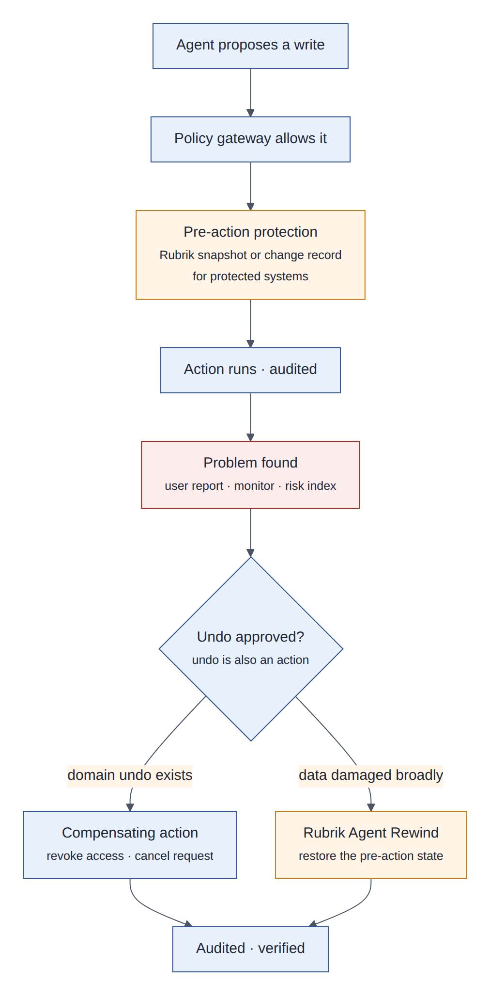 Agent proposes a write
Policy gateway allows it
Pre-action protection
Rubrik snapshot or change record
for protected systems
Action runs · audited
Problem found
user report · monitor · risk index
Undo approved?
undo is also an action
domain undo exists
data damaged broadly
Compensating action
revoke access · cancel request
Rubrik Agent Rewind
restore the pre-action state
Audited · verified